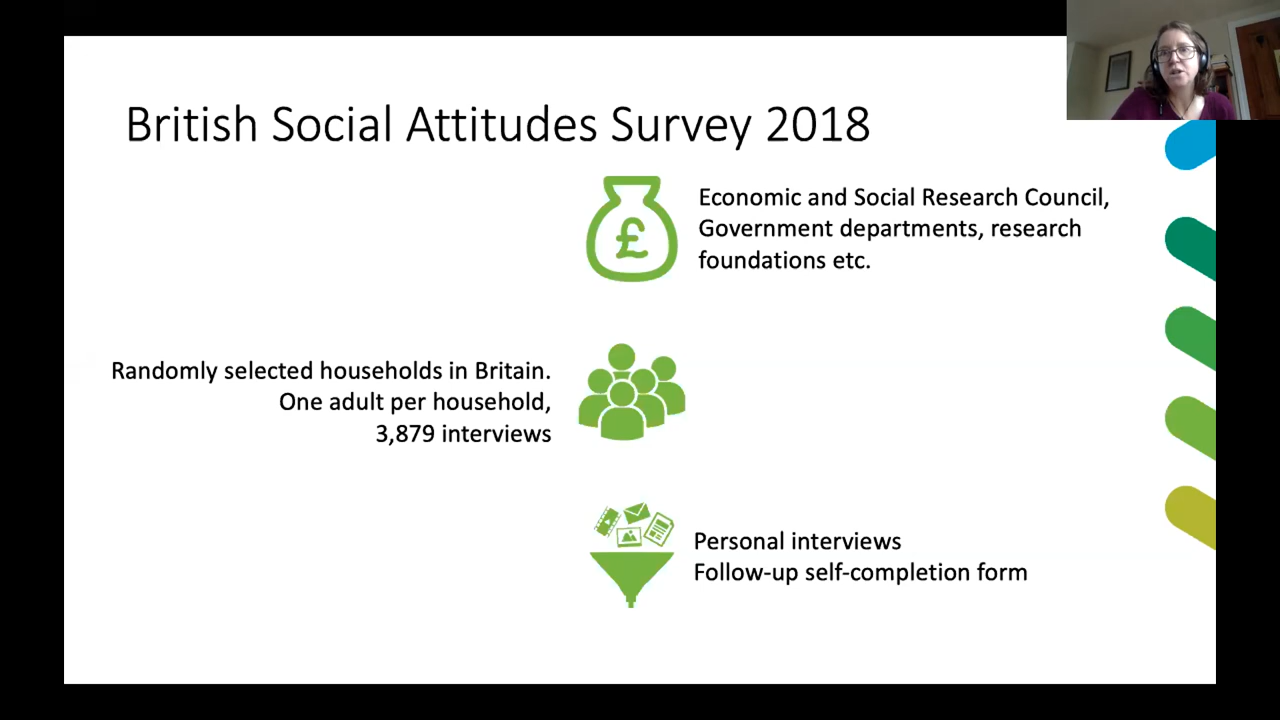 British Social Attitudes Survey 2018
£
Economic and Social Research Council,
Government departments, research
foundations etc.
Randomly selected households in Britain.
One adult per household,
3,879 interviews
Personal interviews
Follow-up self-completion form